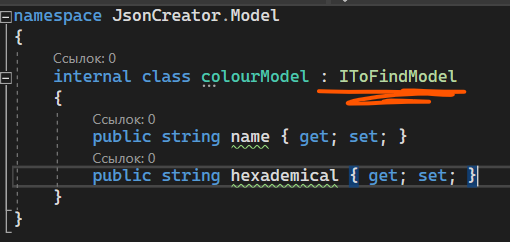 namespace JsonCreator.Model
{
Ссылок: 0
internal class colourModel : IToFindModel
{
Ссылок: 0
public string name { get; set; }
Ссылок: 0
public string hexademical { get; set; }
}
}